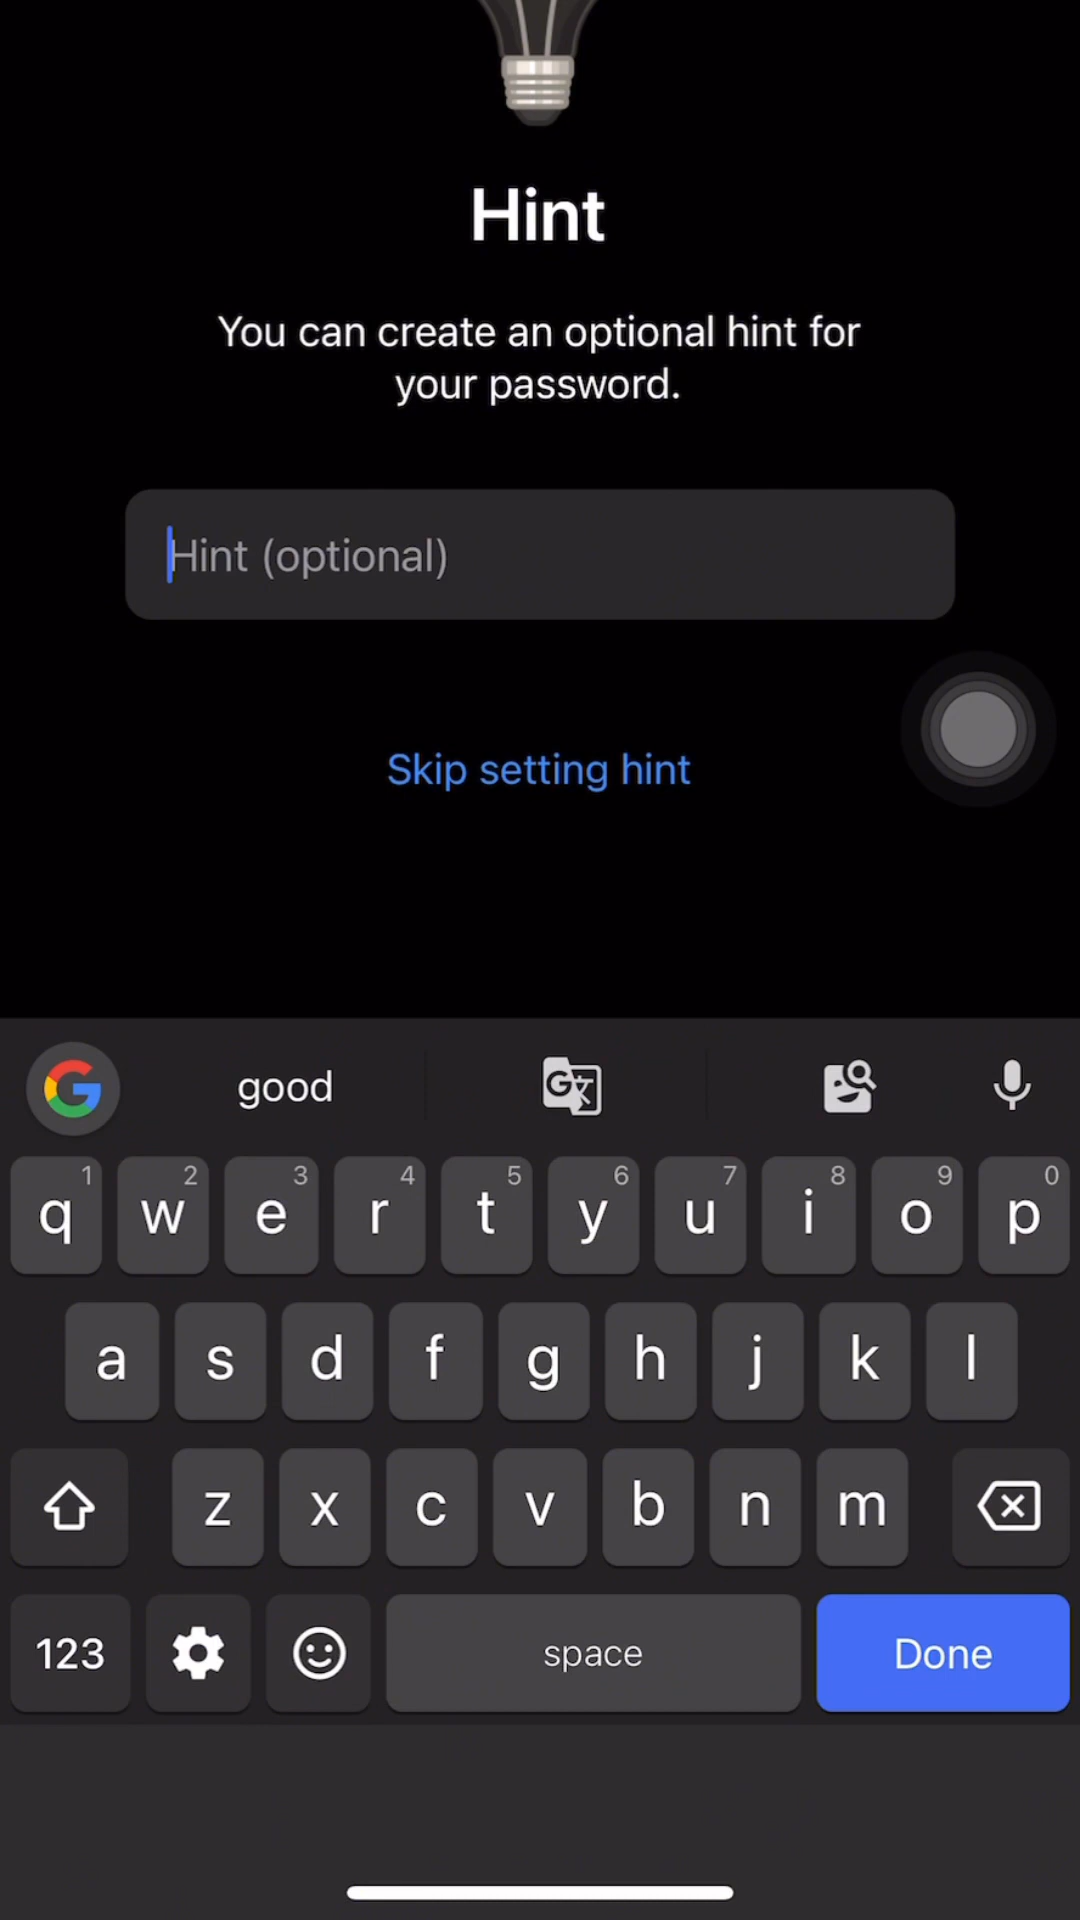 Hint
You can create an optional hint for
your password.
Hint (optional)
Skip setting hint
good
1 2 3 4 5 6 7 8 9 0
q w e r t y u i o p
a s d f g h j k l
z x c v b n m
123 space Done